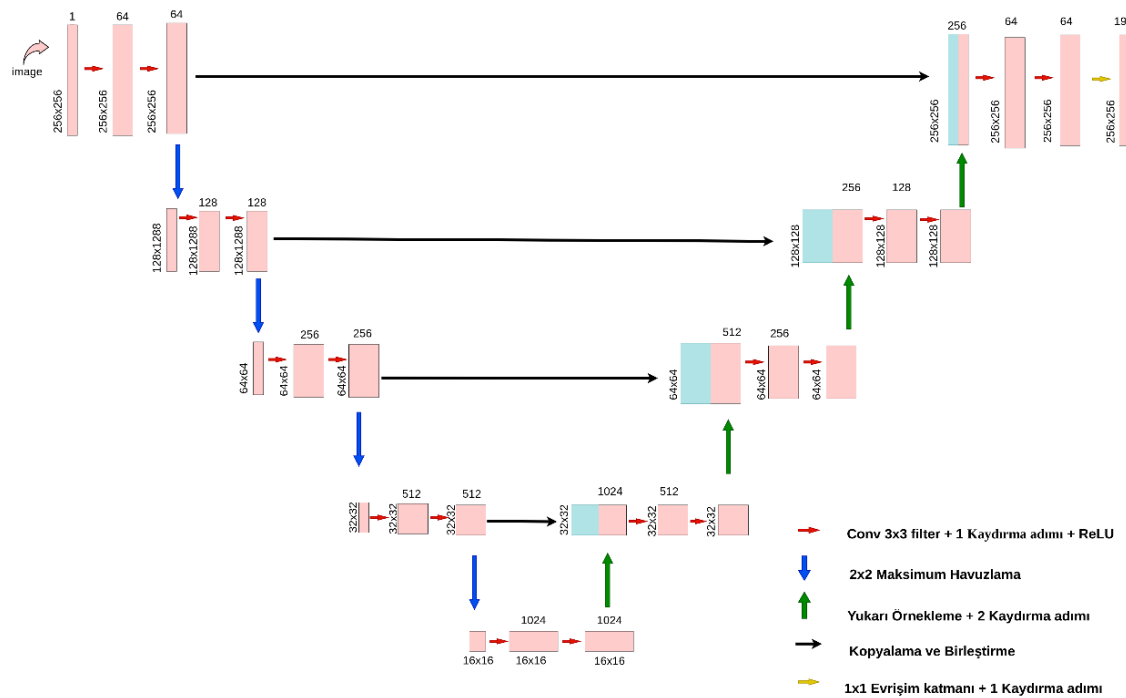 1 64 64
image
256x256 256x256 256x256
256 64 64 19
256x256 256x256 256x256 256x256
128 128
128x1288 128x1288 128x1288
256 128
128x128 128x128 128x128
256 256
64x64 64x64 64x64
512 256
64x64 64x64 64x64
512 512
32x32 32x32 32x32
1024 512
32x32 32x32 32x32
1024 1024
16x16 16x16 16x16
Conv 3x3 filter + 1 Kaydırma adımı + ReLU
2x2 Maksimum Havuzlama
Yukarı Örnekleme + 2 Kaydırma adımı
Kopyalama ve Birleştirme
1x1 Evrişim katmanı + 1 Kaydırma adımı